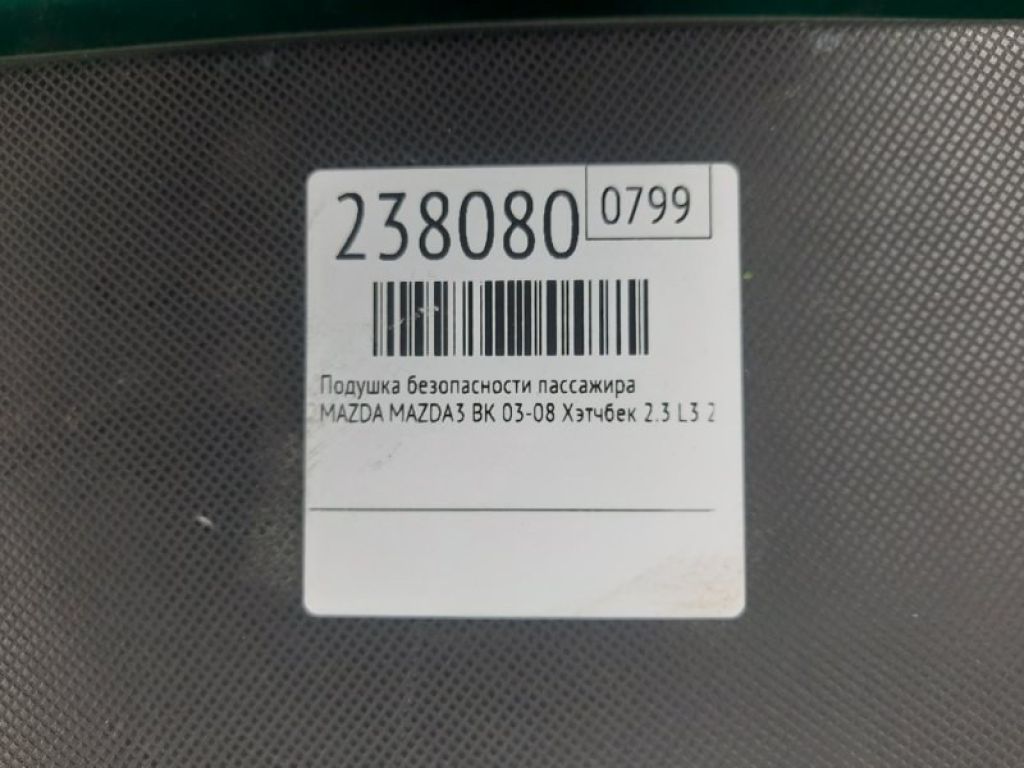 238080 0799
Подушка безопасности пассажира
MAZDA MAZDA3 BK 03-08 Хэтчбек 2.3 L3 2